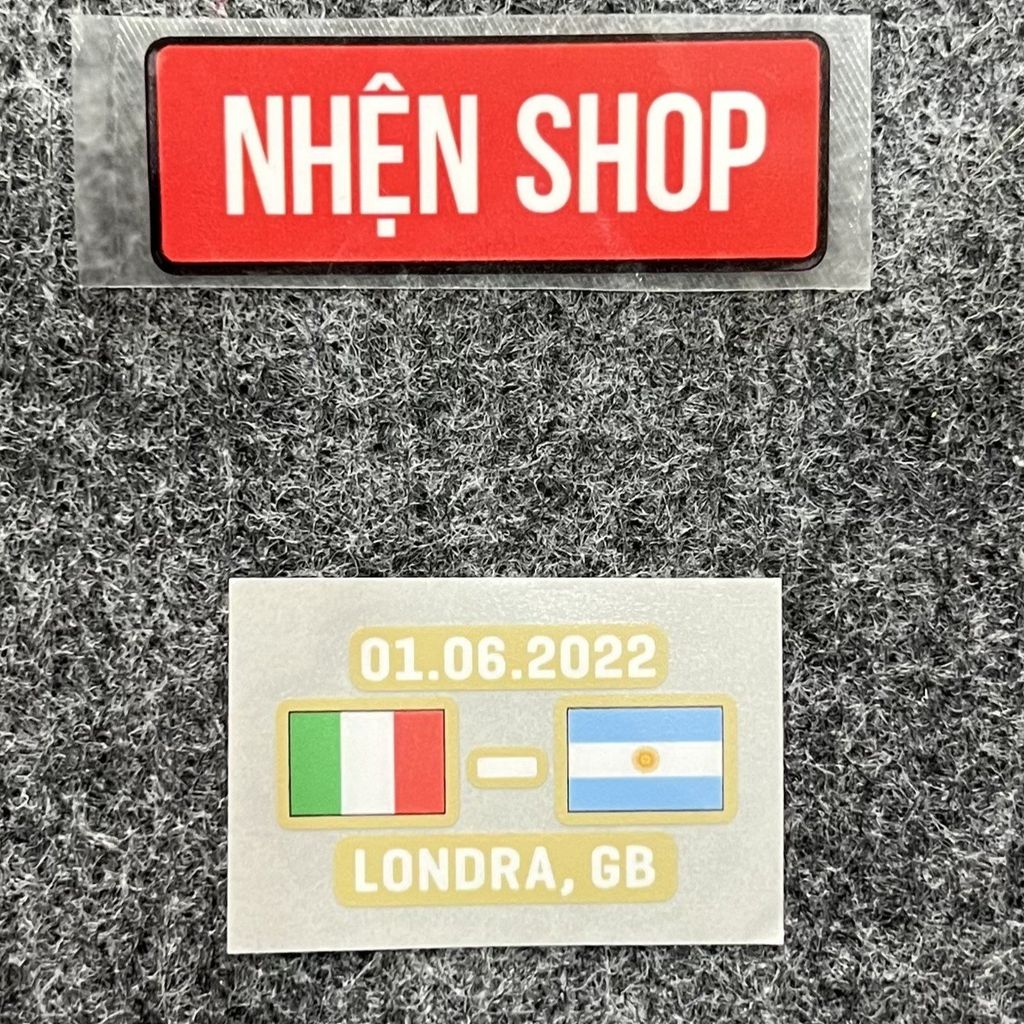 NHỆN SHOP
01.06.2022
LONDRA, GB